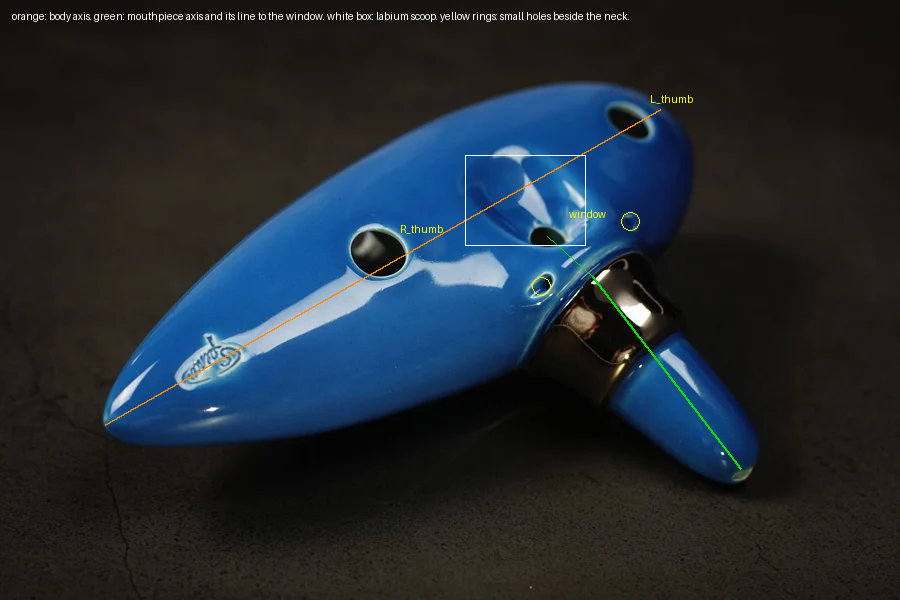 orange: body axis. green: mouthpiece axis and its line to the window. white box: labium scoop. yellow rings: small holes beside the neck.
L_thumb
window
R_thumb